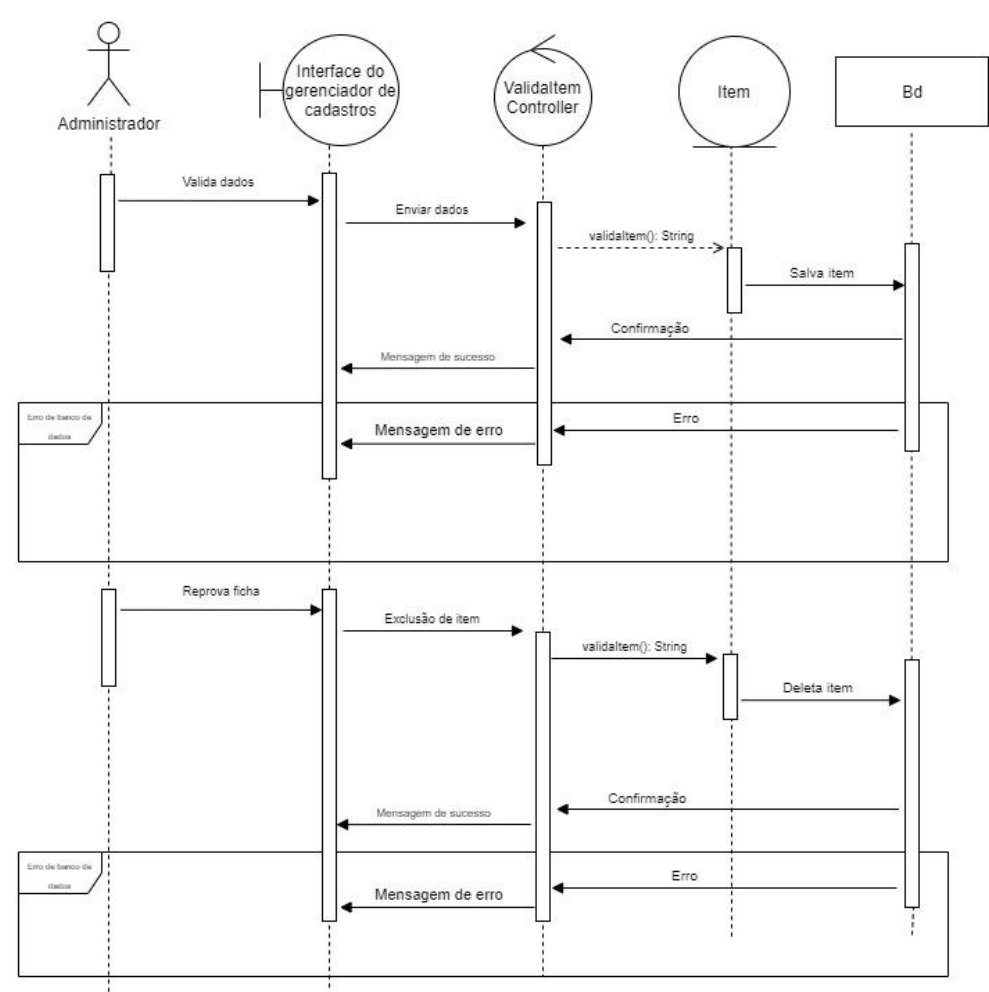 Administrador
Interface do
gerenciador de
cadastros
ValidaItem
Controller
Item
Bd
Valida dados
Enviar dados
validaItem(): String
Salva item
Confirmação
Mensagem de sucesso
Erro de banco de
dados
Erro
Mensagem de erro
Reprova ficha
Exclusão de item
validaItem(): String
Deleta item
Confirmação
Mensagem de sucesso
Erro de banco de
dados
Erro
Mensagem de erro